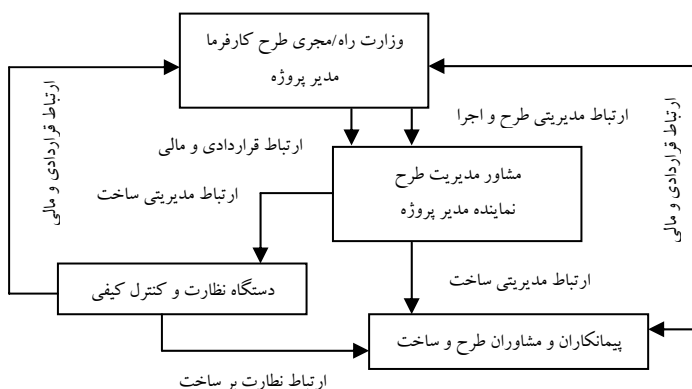 وزارت راه/مجری طرح کارفرما
مدیر پروژه
ارتباط مدیریتی طرح و اجرا
ارتباط قراردادی و مالی
ارتباط قراردادی و مالی
ارتباط قراردادی و مالی
مشاور مدیریت طرح
نماینده مدیر پروژه
ارتباط مدیریتی ساخت
دستگاه نظارت و کنترل کیفی
ارتباط مدیریتی ساخت
پیمانکاران و مشاوران طرح و ساخت
ارتباط نطارت بر ساخت